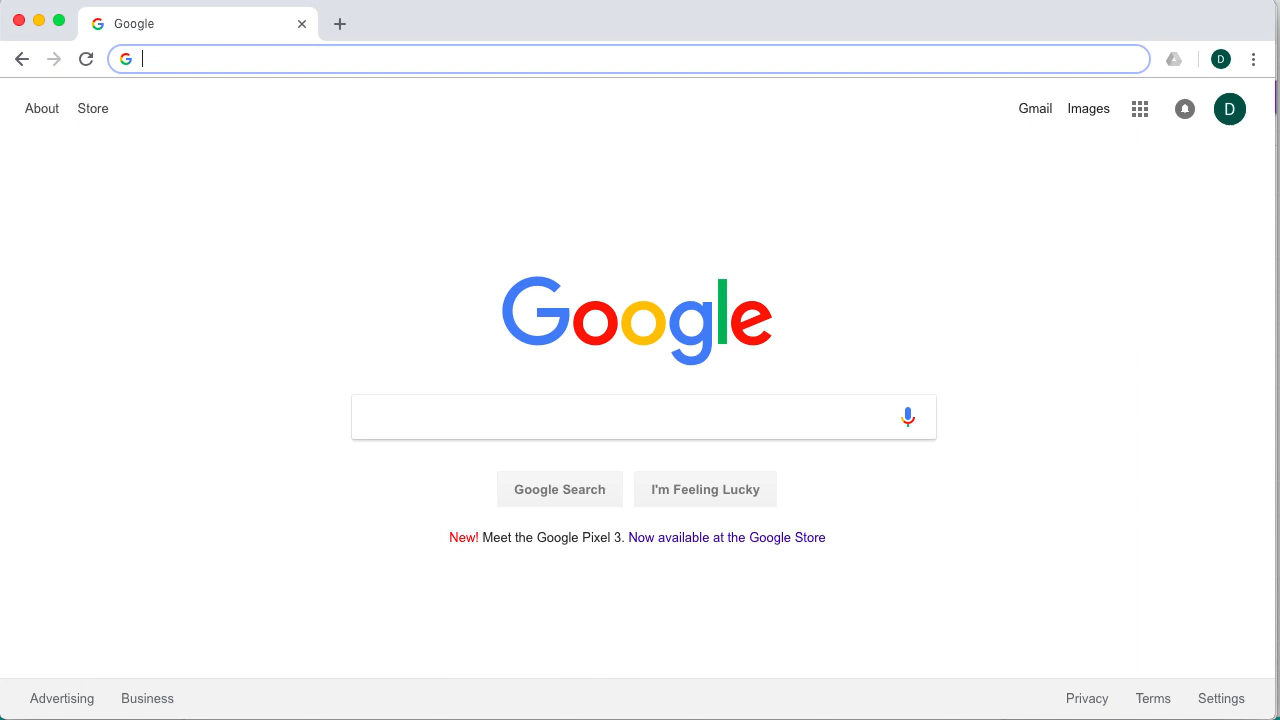 Google
D
About Store Gmail Images D
Google
Google Search I'm Feeling Lucky
New! Meet the Google Pixel 3. Now available at the Google Store
Advertising Business Privacy Terms Settings